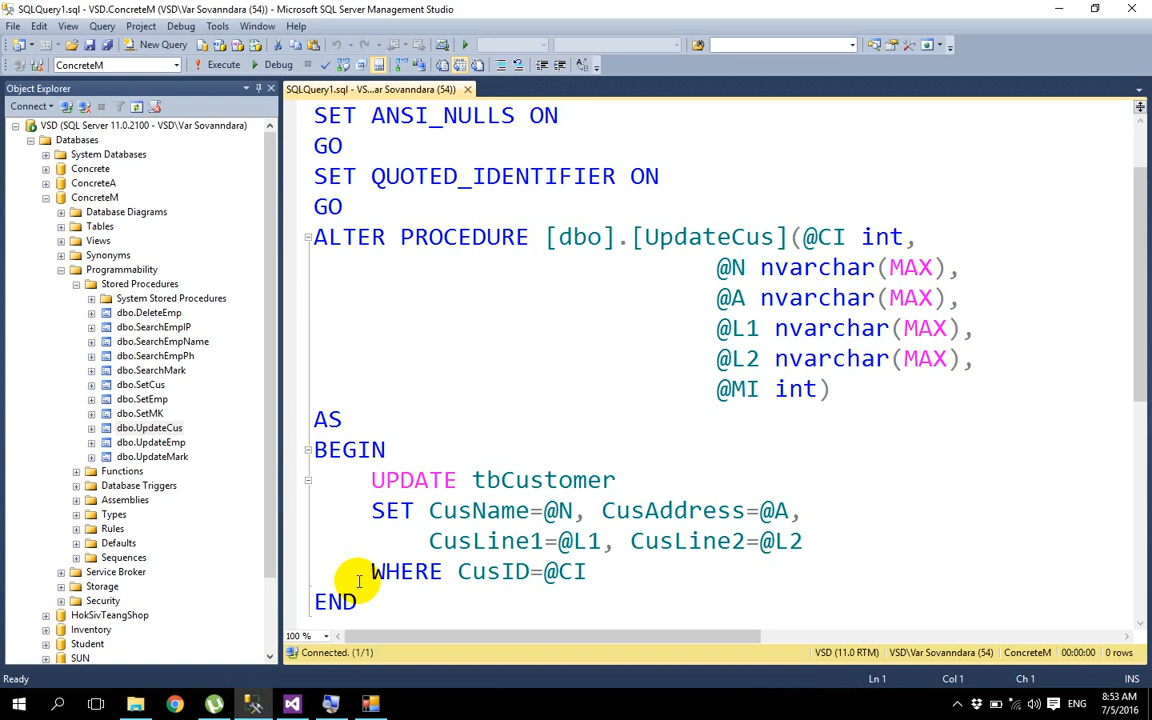 SQLQuery1.sql - VSD.ConcreteM (VSD\Var Sovanndara (54)) - Microsoft SQL Server Management Studio
File Edit View Query Project Debug Tools Window Help
New Query
ConcreteM Execute Debug
Object Explorer
SQLQuery1.sql - VS...ar Sovanndara (54))
Connect
VSD (SQL Server 11.0.2100 - VSD\Var Sovanndara)
Databases
System Databases
Concrete
ConcreteA
ConcreteM
Database Diagrams
Tables
Views
Synonyms
Programmability
Stored Procedures
System Stored Procedures
dbo.DeleteEmp
dbo.SearchEmpIP
dbo.SearchEmpName
dbo.SearchEmpPh
dbo.SearchMark
dbo.SetCus
dbo.SetEmp
dbo.SetMK
dbo.UpdateCus
dbo.UpdateEmp
dbo.UpdateMark
Functions
Database Triggers
Assemblies
Types
Rules
Defaults
Sequences
Service Broker
Storage
Security
HokSivTeangShop
Inventory
Student
SUN
SET ANSI_NULLS ON
GO
SET QUOTED_IDENTIFIER ON
GO
ALTER PROCEDURE [dbo].[UpdateCus](@CI int,
@N nvarchar(MAX),
@A nvarchar(MAX),
@L1 nvarchar(MAX),
@L2 nvarchar(MAX),
@MI int)
AS
BEGIN
UPDATE tbCustomer
SET CusName=@N, CusAddress=@A,
CusLine1=@L1, CusLine2=@L2
WHERE CusID=@CI
END
100 %
Connected. (1/1) VSD (11.0 RTM) VSD\Var Sovanndara (54) ConcreteM 00:00:00 0 rows
Ready Ln 1 Col 1 Ch 1 INS
ENG 8:53 AM
7/5/2016